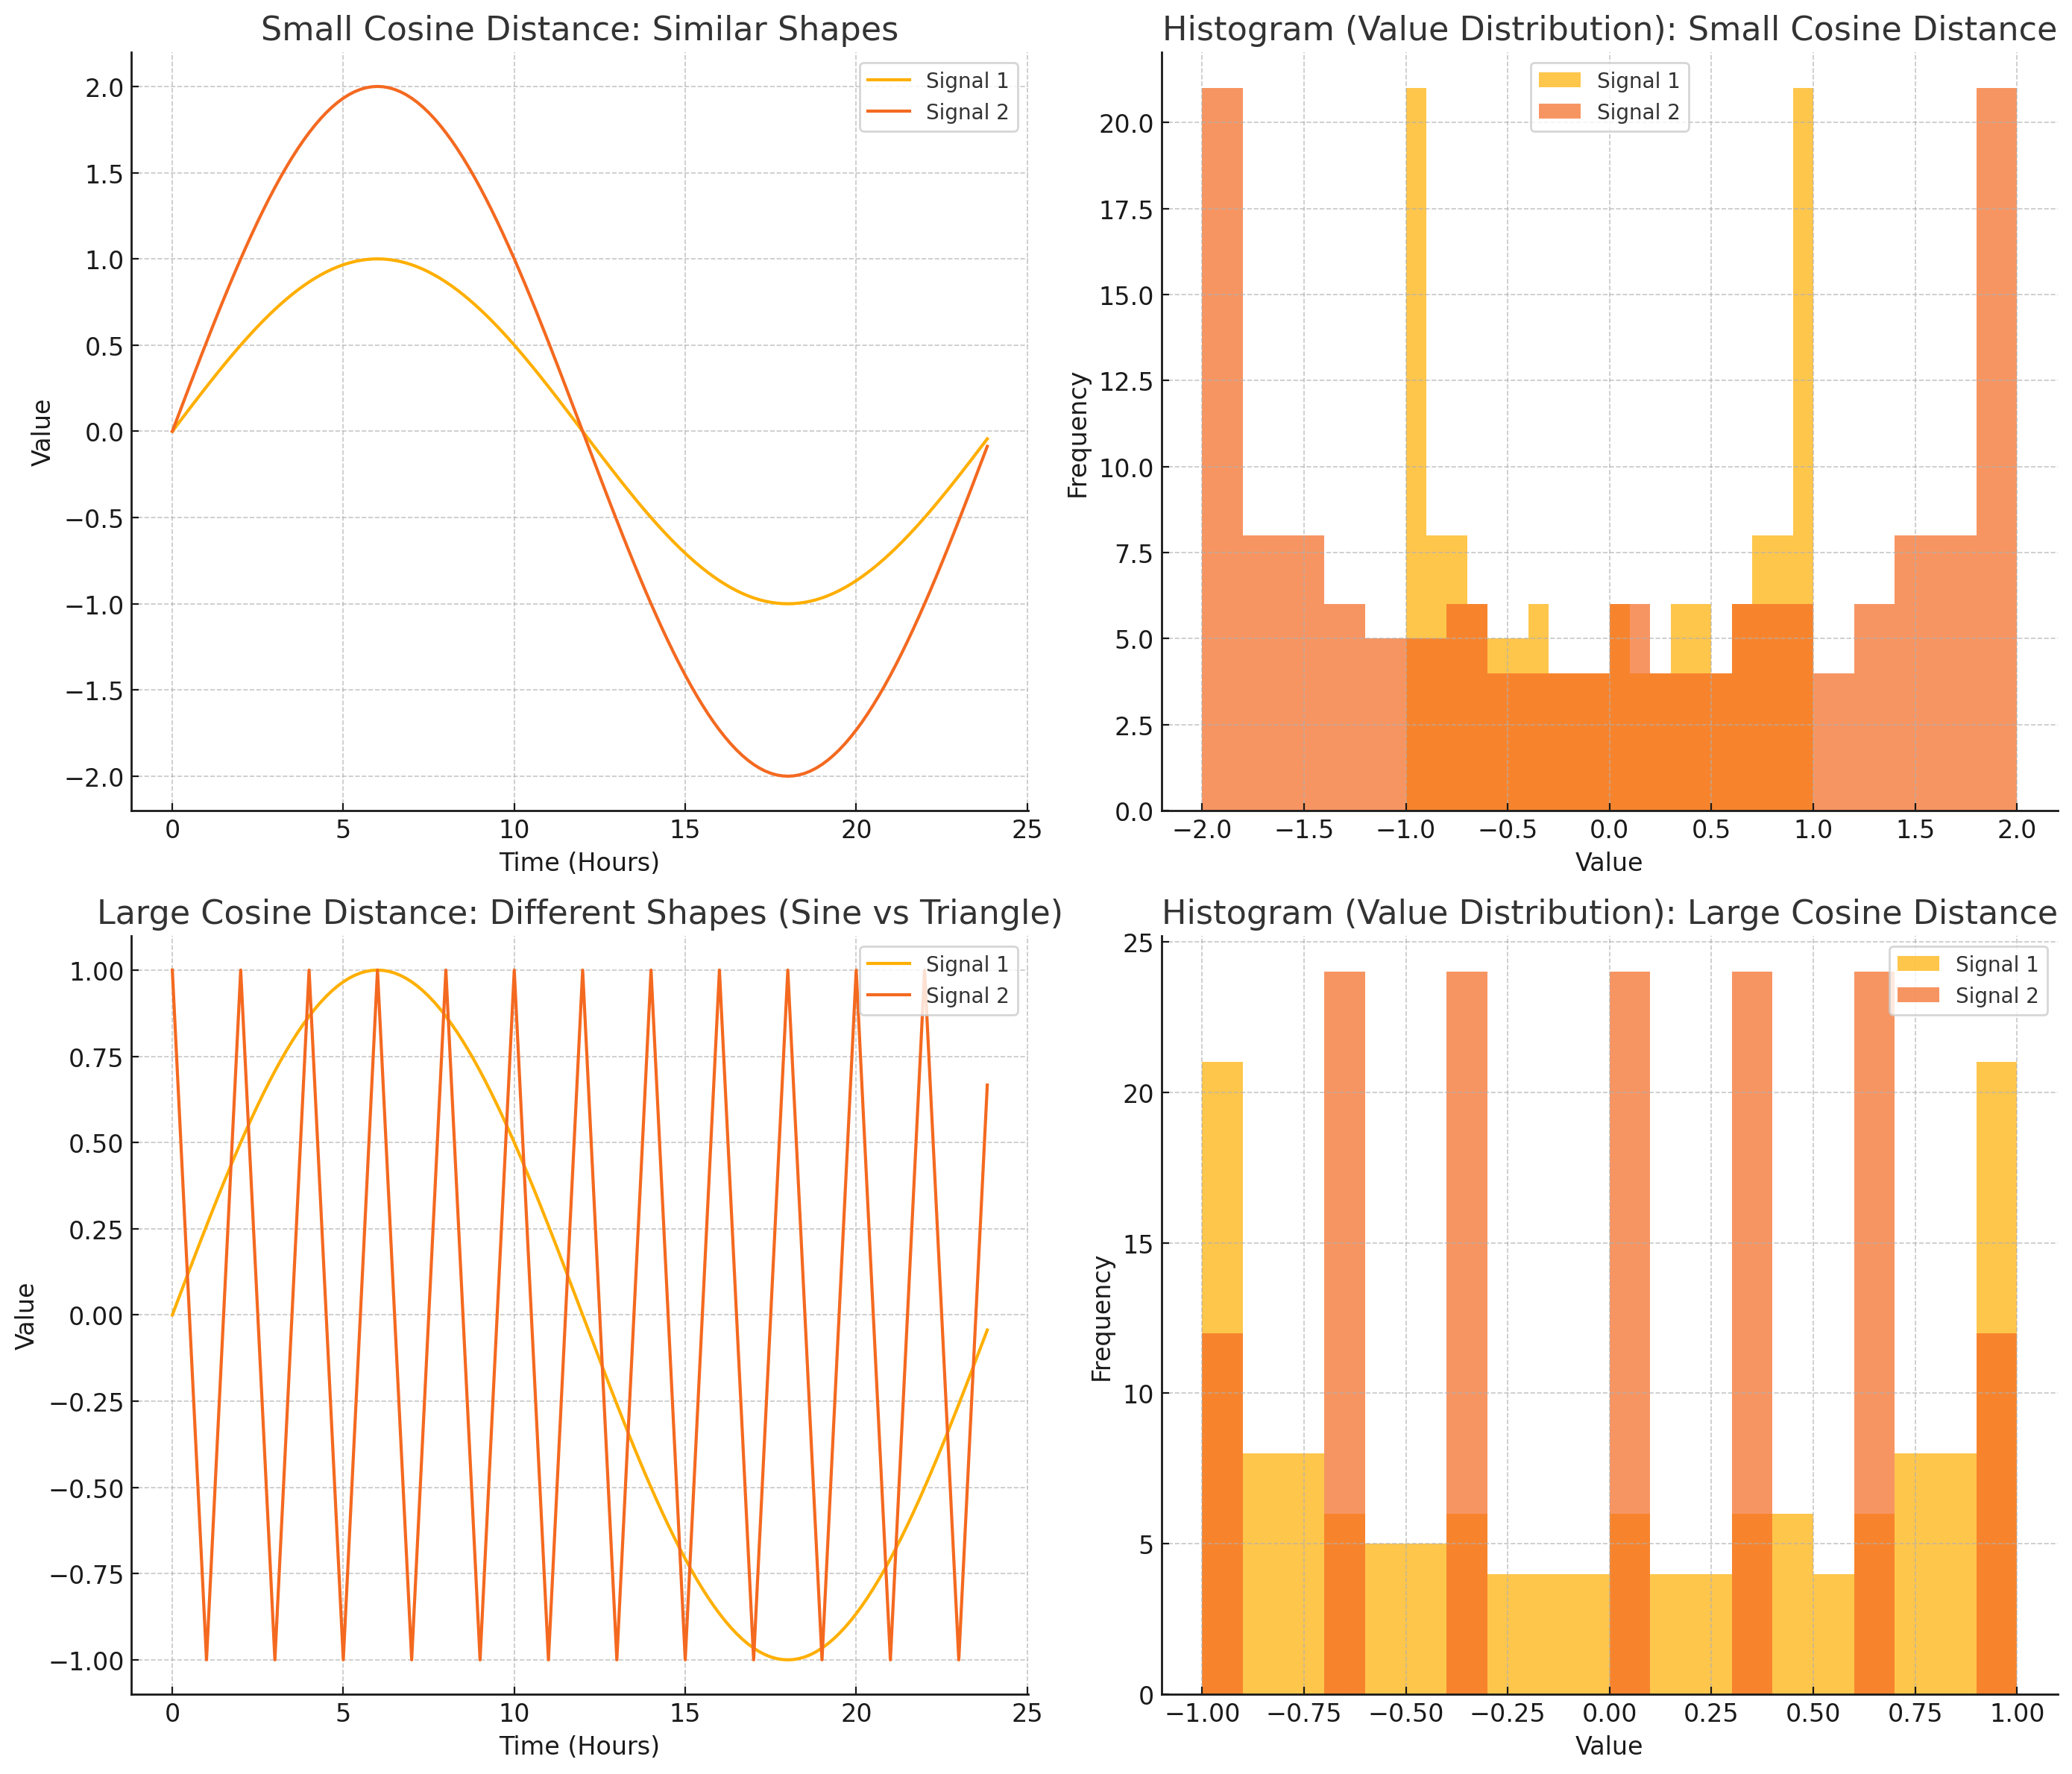 Small Cosine Distance: Similar Shapes
Signal 1
Signal 2
2.0
1.5
1.0
0.5
0.0
−0.5
−1.0
−1.5
−2.0
Value
0 5 10 15 20 25
Time (Hours)
Histogram (Value Distribution): Small Cosine Distance
Signal 1
Signal 2
20.0
17.5
15.0
12.5
10.0
7.5
5.0
2.5
0.0
Frequency
−2.0 −1.5 −1.0 −0.5 0.0 0.5 1.0 1.5 2.0
Value
Large Cosine Distance: Different Shapes (Sine vs Triangle)
Signal 1
Signal 2
1.00
0.75
0.50
0.25
0.00
−0.25
−0.50
−0.75
−1.00
Value
0 5 10 15 20 25
Time (Hours)
Histogram (Value Distribution): Large Cosine Distance
Signal 1
Signal 2
25
20
15
10
5
0
Frequency
−1.00 −0.75 −0.50 −0.25 0.00 0.25 0.50 0.75 1.00
Value